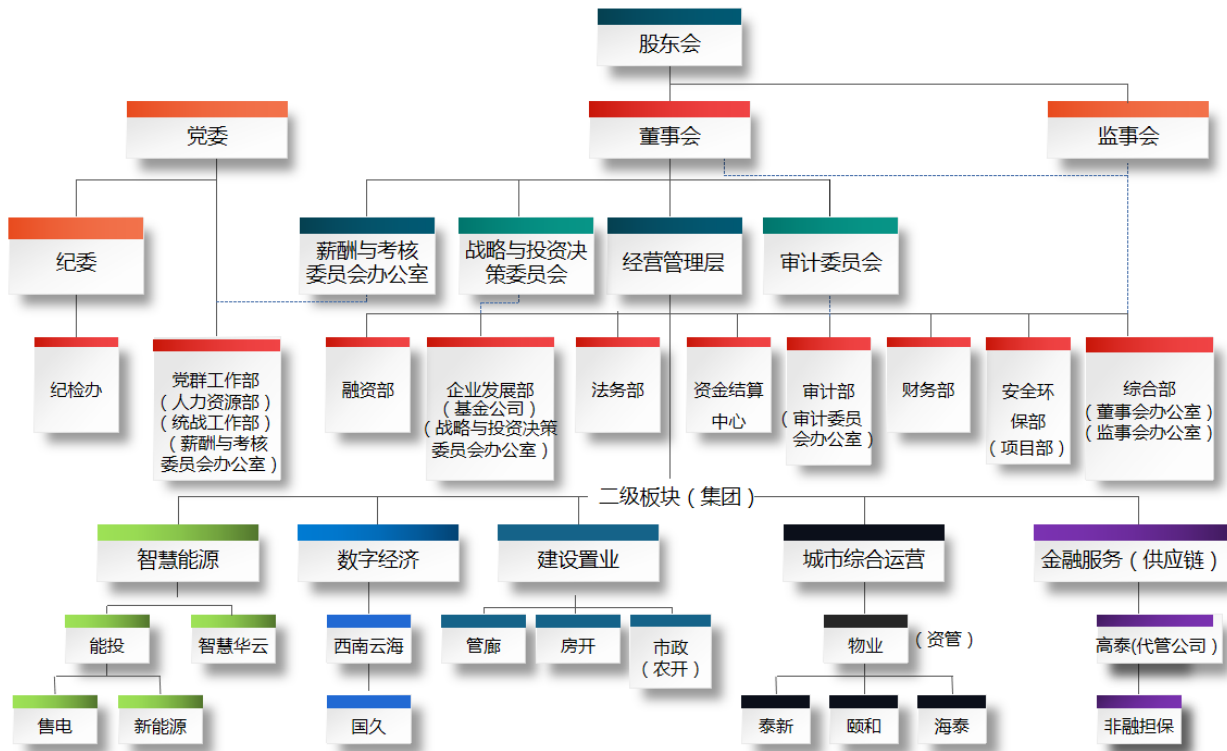 股东会
党委
董事会
监事会
纪委
薪酬与考核
委员会办公室
战略与投资决
策委员会
经营管理层
审计委员会
纪检办
党群工作部
（人力资源部）
（统战工作部）
（薪酬与考核
委员会办公室）
融资部
企业发展部
（基金公司）
（战略与投资决策
委员会办公室）
法务部
资金结算
中心
审计部
（审计委员
会办公室）
财务部
安全环
保部
（项目部）
综合部
（董事会办公室）
（监事会办公室）
二级板块（集团）
智慧能源
数字经济
建设置业
城市综合运营
金融服务（供应链）
能投
智慧华云
西南云海
管廊
房开
市政
（农开）
物业
（资管）
高泰(代管公司）
售电
新能源
国久
泰新
颐和
海泰
非融担保